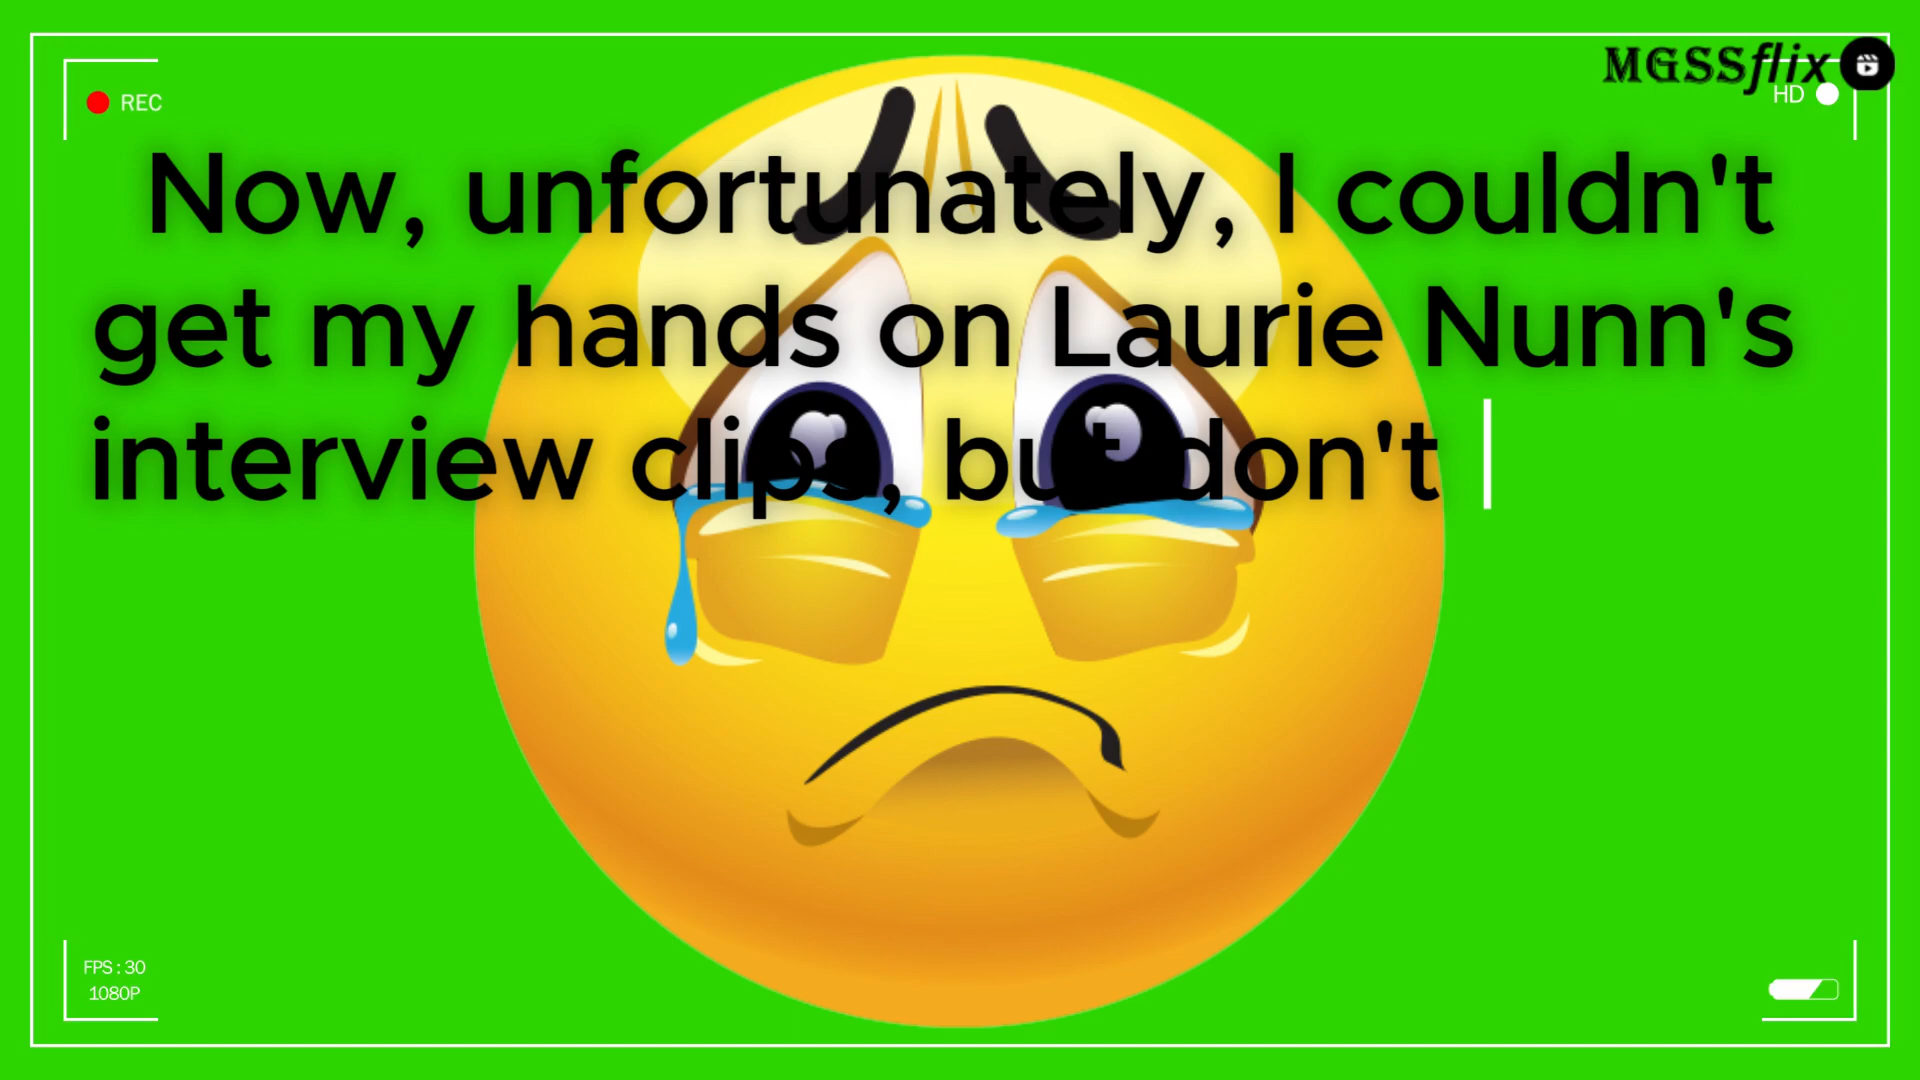 MGSSflix
REC
HD
Now, unfortunately, I couldn't
get my hands on Laurie Nunn's
interview clips, but don't
FPS : 30
1080P